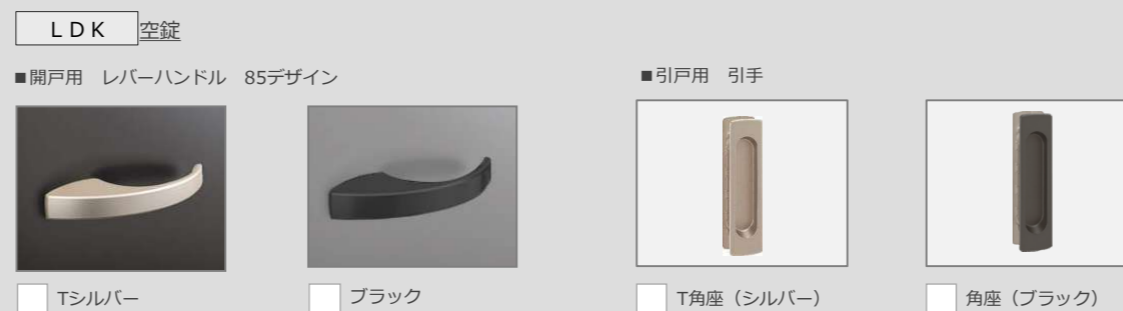 ＬＤＫ 空錠
■開戸用　レバーハンドル　85デザイン
■引戸用　引手
Tシルバー
ブラック
T角座（シルバー）
角座（ブラック）